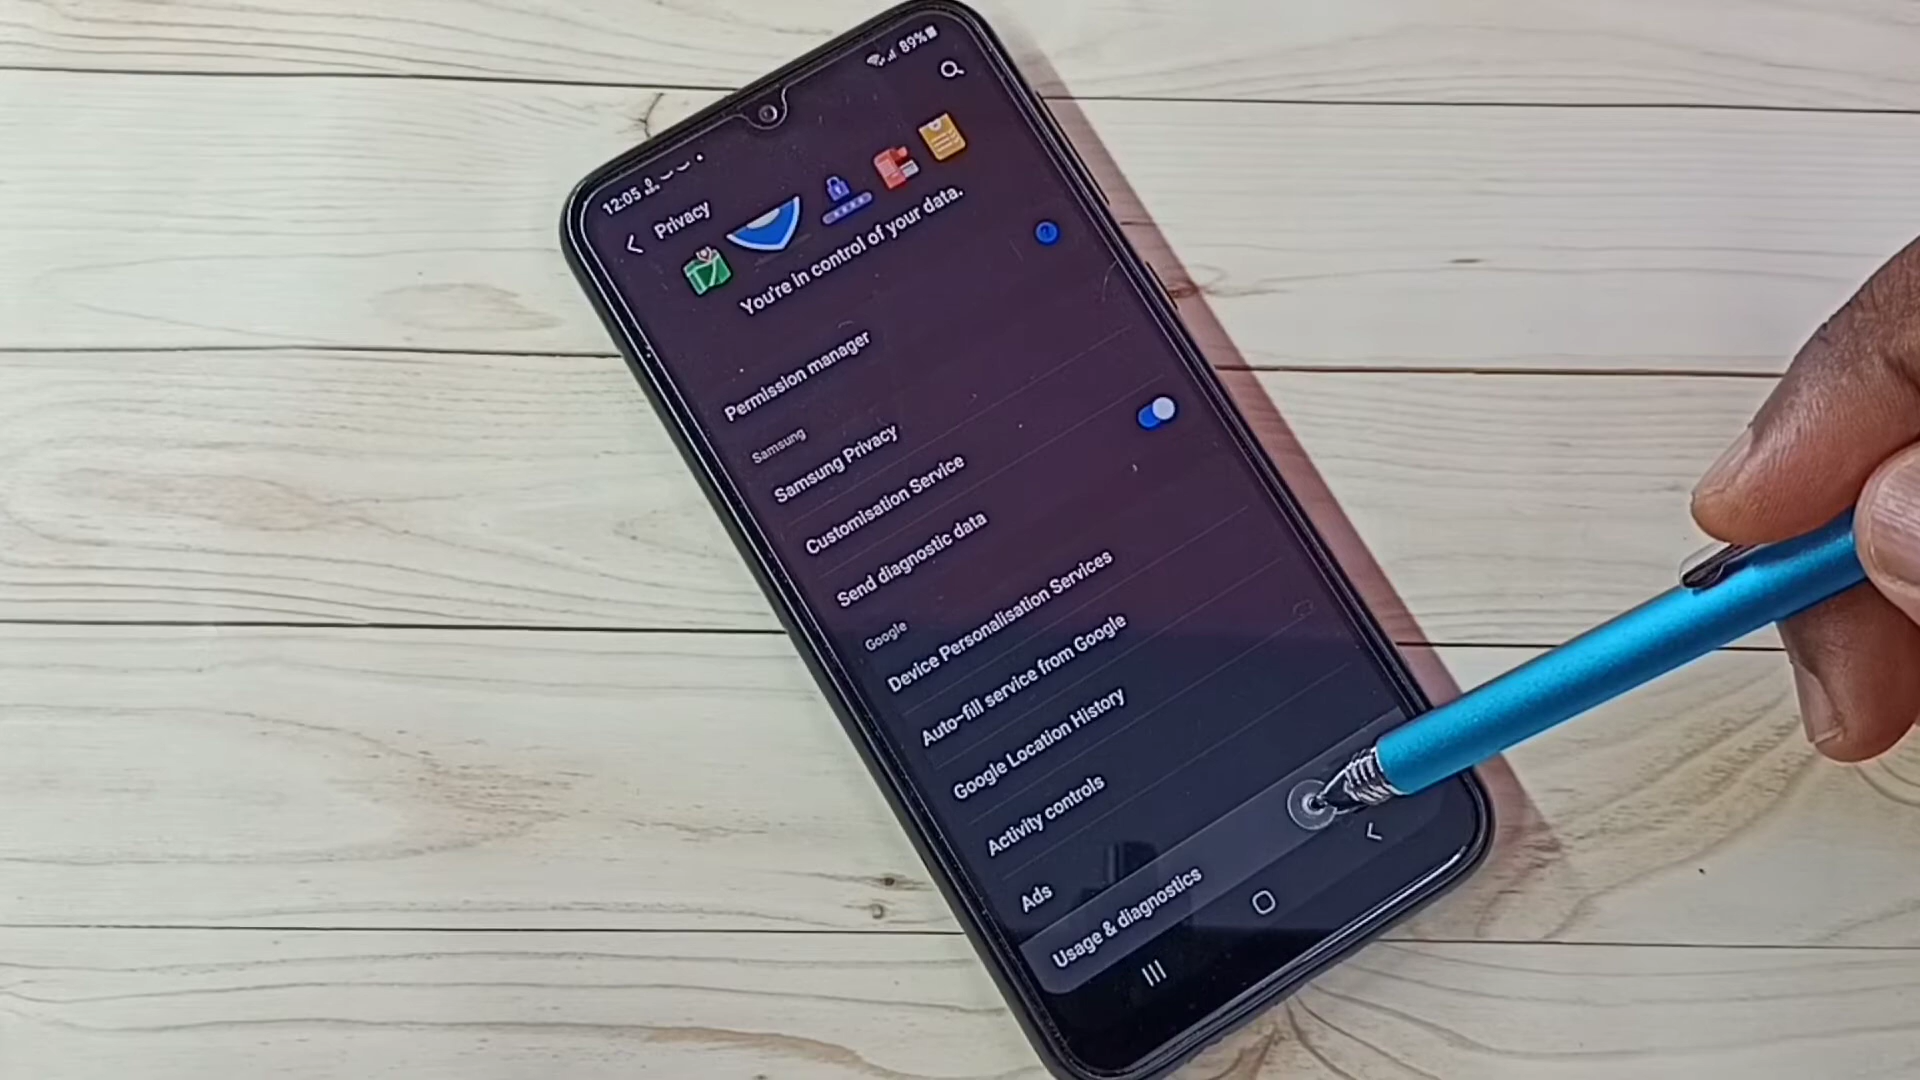 12:05
89%
Privacy
You're in control of your data.
Permission manager
Samsung
Samsung Privacy
Customisation Service
Send diagnostic data
Google
Device Personalisation Services
Auto-fill service from Google
Google Location History
Activity controls
Ads
Usage & diagnostics